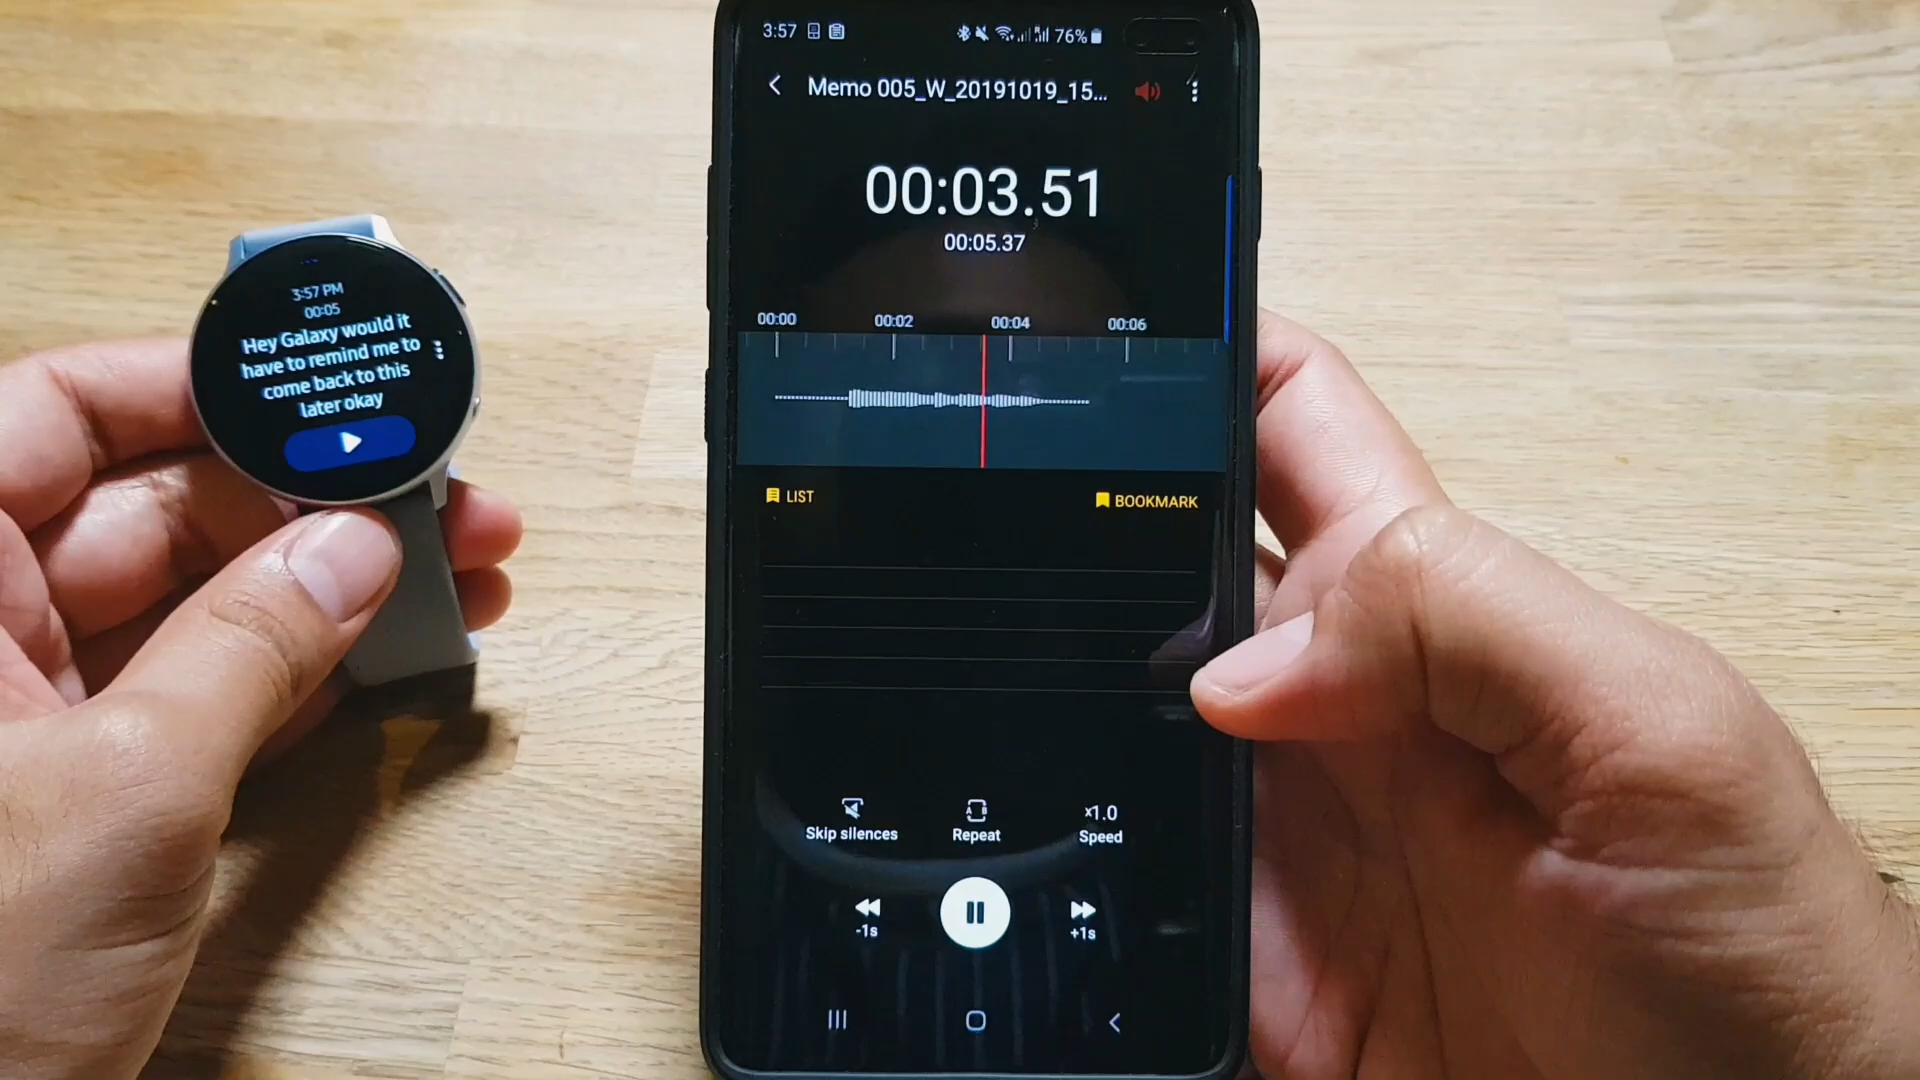 3:57 PM
00:05
Hey Galaxy would it
have to remind me to
come back to this
later okay
3:57
76%
Memo 005_W_20191019_15...
00:03.51
00:05.37
00:00
00:02
00:04
00:06
LIST
BOOKMARK
Skip silences
A B
Repeat
x1.0
Speed
-1s
+1s